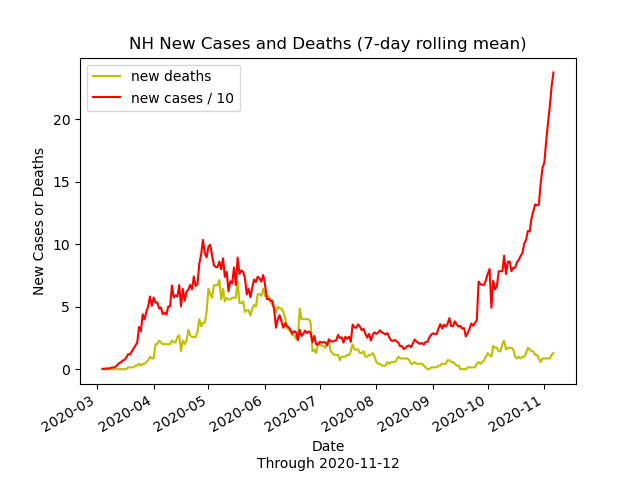 NH New Cases and Deaths (7-day rolling mean)
new deaths
new cases / 10
New Cases or Deaths
20
15
10
5
0
2020-03
2020-04
2020-05
2020-06
2020-07
2020-08
2020-09
2020-10
2020-11
Date
Through 2020-11-12